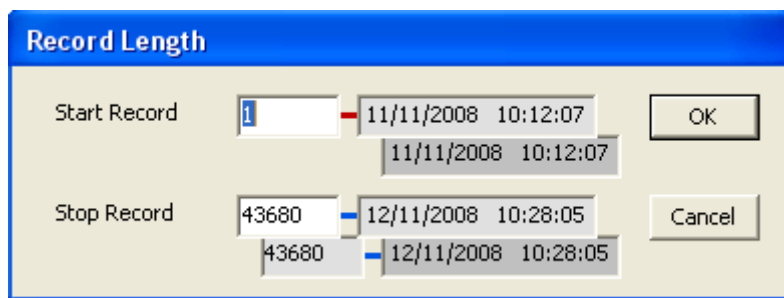 Record Length
Start Record 1 11/11/2008 10:12:07 OK
11/11/2008 10:12:07
Stop Record 43680 12/11/2008 10:28:05 Cancel
43680 12/11/2008 10:28:05